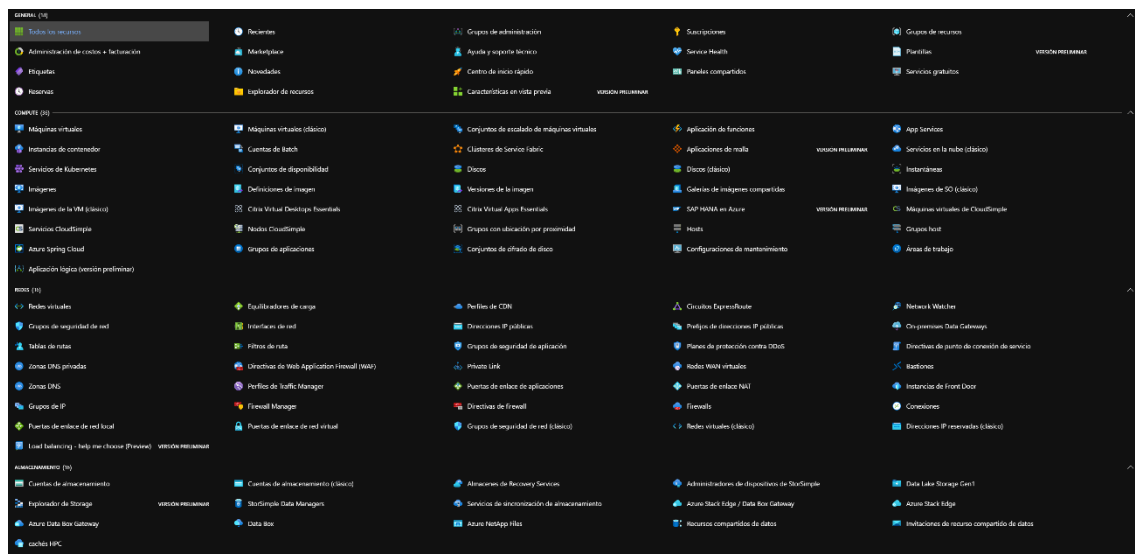 GENERAL (14)
Todos los recursos Recientes Grupos de administración Suscripciones Grupos de recursos
Administración de costos + facturación Marketplace Ayuda y soporte técnico Service Health Plantillas VERSIÓN PRELIMINAR
Etiquetas Novedades Centro de inicio rápido Paneles compartidos Servicios gratuitos
Reservas Explorador de recursos Características en vista previa VERSIÓN PRELIMINAR
COMPUTE
Máquinas virtuales Máquinas virtuales (clásico) Conjuntos de escalado de máquinas virtuales Aplicación de funciones App Services
Instancias de contenedor Cuentas de Batch Clústeres de Service Fabric Aplicaciones de malla VERSIÓN PRELIMINAR Servicios en la nube (clásico)
Servicios de Kubernetes Conjuntos de disponibilidad Discos Discos (clásico) Instantáneas
Imágenes Definiciones de imagen Versiones de la imagen Galerías de imágenes compartidas Imágenes de SO (clásico)
Imágenes de la VM (clásico) Citrix Virtual Desktops Essentials Citrix Virtual Apps Essentials SAP HANA en Azure VERSIÓN PRELIMINAR Máquinas virtuales de CloudSimple
Servicios CloudSimple Nodos CloudSimple Grupos con ubicación por proximidad Hosts Grupos host
Azure Spring Cloud Grupos de aplicaciones Conjuntos de cifrado de disco Configuraciones de mantenimiento Áreas de trabajo
Aplicación lógica (versión preliminar)
REDES
Redes virtuales Equilibradores de carga Perfiles de CDN Circuitos ExpressRoute Network Watcher
Grupos de seguridad de red Interfaces de red Direcciones IP públicas Prefijos de direcciones IP públicas On-premises Data Gateways
Tablas de rutas Filtros de ruta Grupos de seguridad de aplicación Planes de protección contra DDoS Directivas de punto de conexión de servicio
Zonas DNS privadas Directivas de Web Application Firewall (WAF) Private Link Redes WAN virtuales Bastiones
Zonas DNS Perfiles de Traffic Manager Puertas de enlace de aplicaciones Puertas de enlace NAT Instancias de Front Door
Grupos de IP Firewall Manager Directivas de firewall Firewalls Conexiones
Puertas de enlace de red local Puertas de enlace de red virtual Grupos de seguridad de red (clásico) Redes virtuales (clásico) Direcciones IP reservadas (clásico)
Load balancing - help me choose (Preview) VERSIÓN PRELIMINAR
ALMACENAMIENTO (16)
Cuentas de almacenamiento Cuentas de almacenamiento (clásico) Almacenes de Recovery Services Administradores de dispositivos de StorSimple Data Lake Storage Gen1
Explorador de Storage VERSIÓN PRELIMINAR StorSimple Data Managers Servicios de sincronización de almacenamiento Azure Stack Edge / Data Box Gateway Azure Stack Edge
Azure Data Box Gateway Data Box Azure NetApp Files Recursos compartidos de datos Invitaciones de recurso compartido de datos
cachés HPC